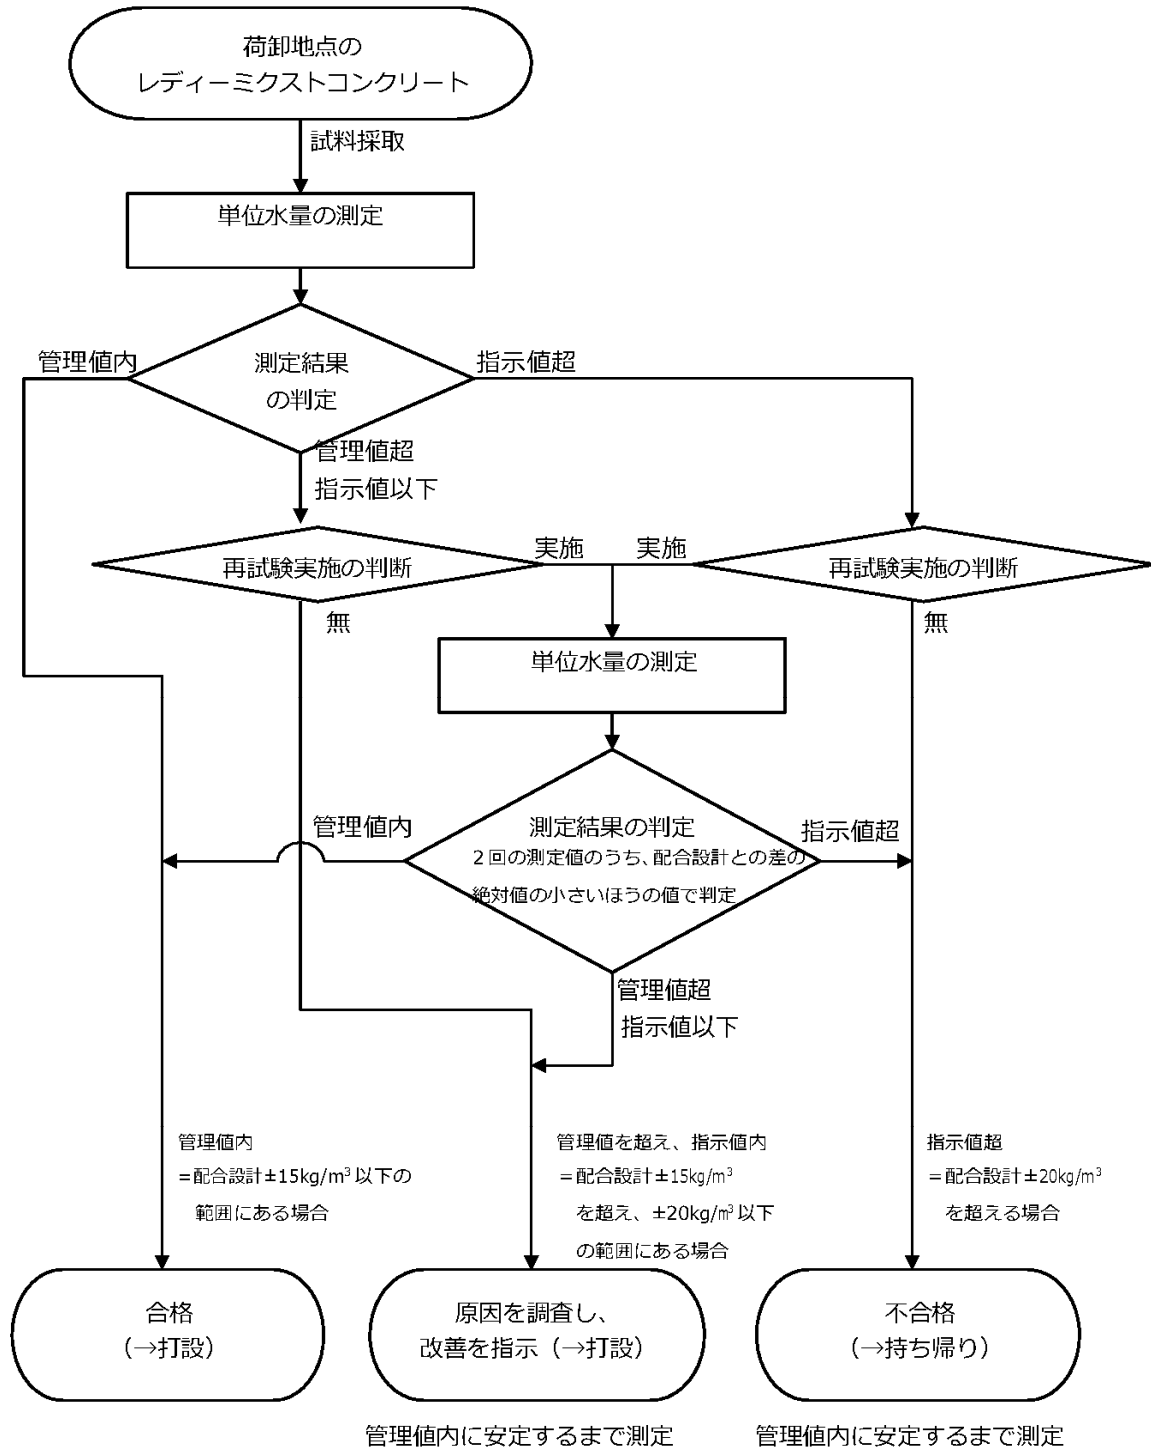 荷卸地点の
レディーミクストコンクリート
試料採取
単位水量の測定
管理値内
測定結果
の判定
指示値超
管理値超
指示値以下
再試験実施の判断
実施
実施
再試験実施の判断
無
無
単位水量の測定
管理値内
測定結果の判定
2回の測定値のうち、配合設計との差の
絶対値の小さいほうの値で判定
指示値超
管理値超
指示値以下
管理値内
＝配合設計±15kg/m³以下の
範囲にある場合
管理値を超え、指示値内
＝配合設計±15kg/m³
を超え、±20kg/m³以下
の範囲にある場合
指示値超
＝配合設計±20kg/m³
を超える場合
合格
（→打設）
原因を調査し、
改善を指示（→打設）
不合格
（→持ち帰り）
管理値内に安定するまで測定
管理値内に安定するまで測定